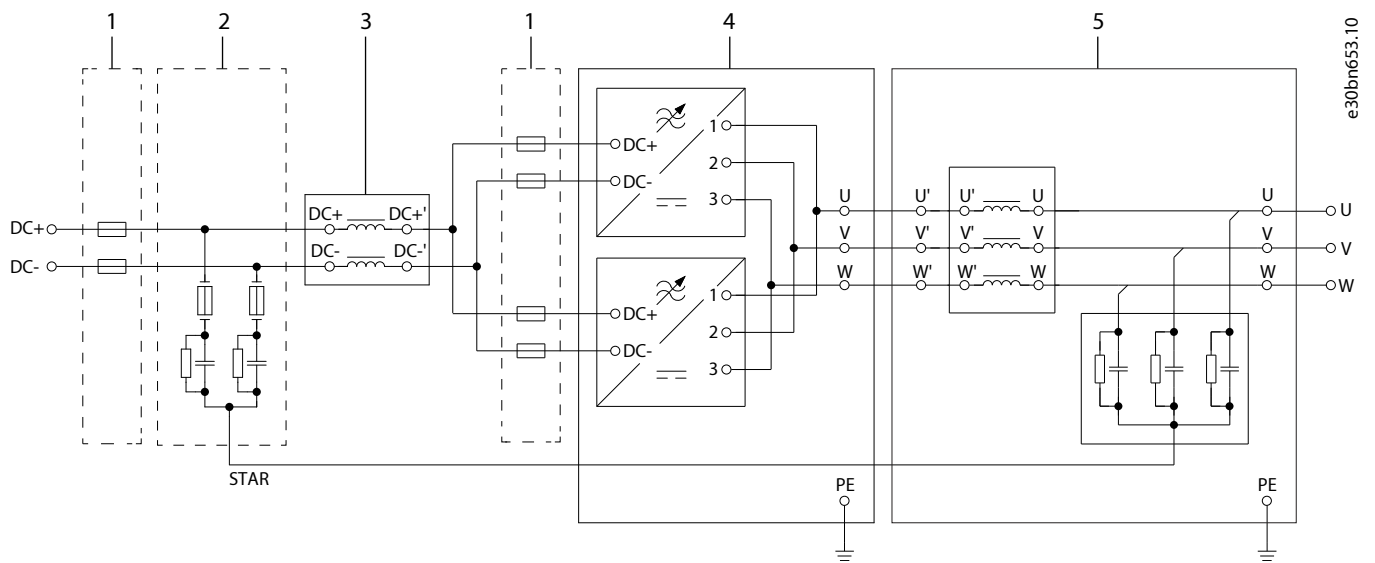 1
2
3
1
4
5
e30bn653.10
DC+
DC-
DC+ DC+'
DC- DC-'
STAR
DC+
DC-
1
2
3
DC+
DC-
1
2
3
U
V
W
PE
U'
V'
W'
U' U
V' V
W' W
U
V
W
U
V
W
PE